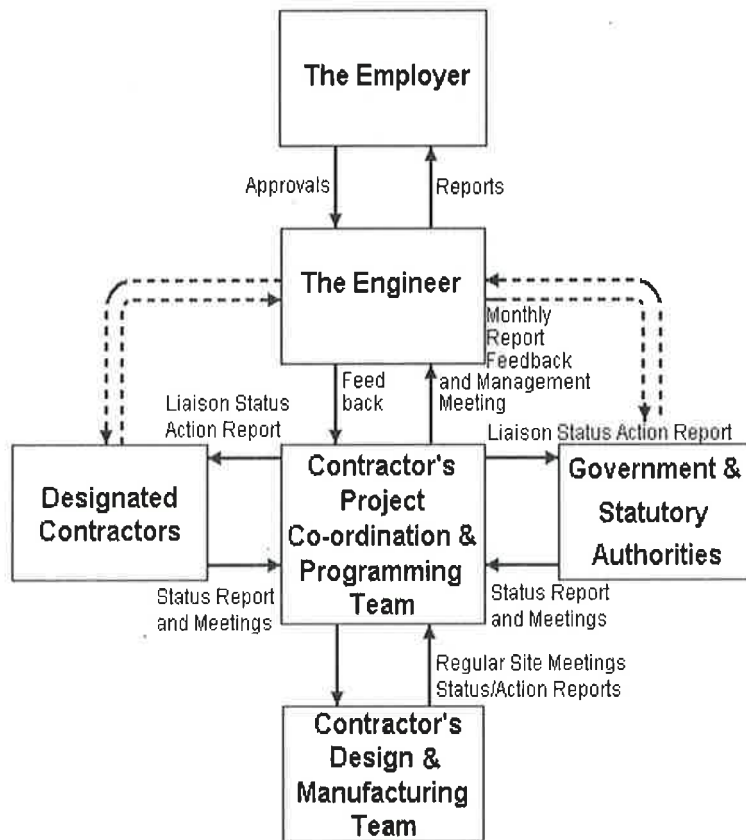 The Employer
Approvals
Reports
The Engineer
Monthly
Report
Feedback
and Management
Meeting
Feed
back
Liaison Status
Action Report
Liaison Status Action Report
Designated
Contractors
Contractor's
Project
Co-ordination &
Programming
Team
Government &
Statutory
Authorities
Status Report
and Meetings
Status Report
and Meetings
Regular Site Meetings
Status/Action Reports
Contractor's
Design &
Manufacturing
Team